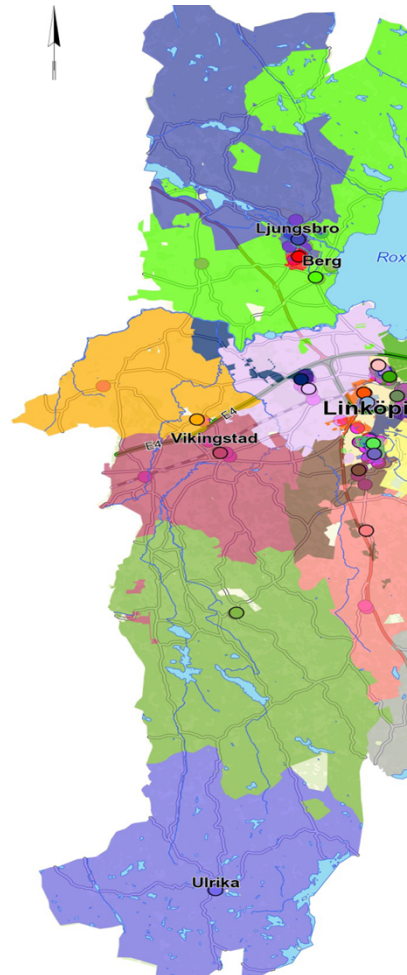 Ljungsbro
Berg
Rox
E4
Linköpi
Vikingstad
E4
Ulrika